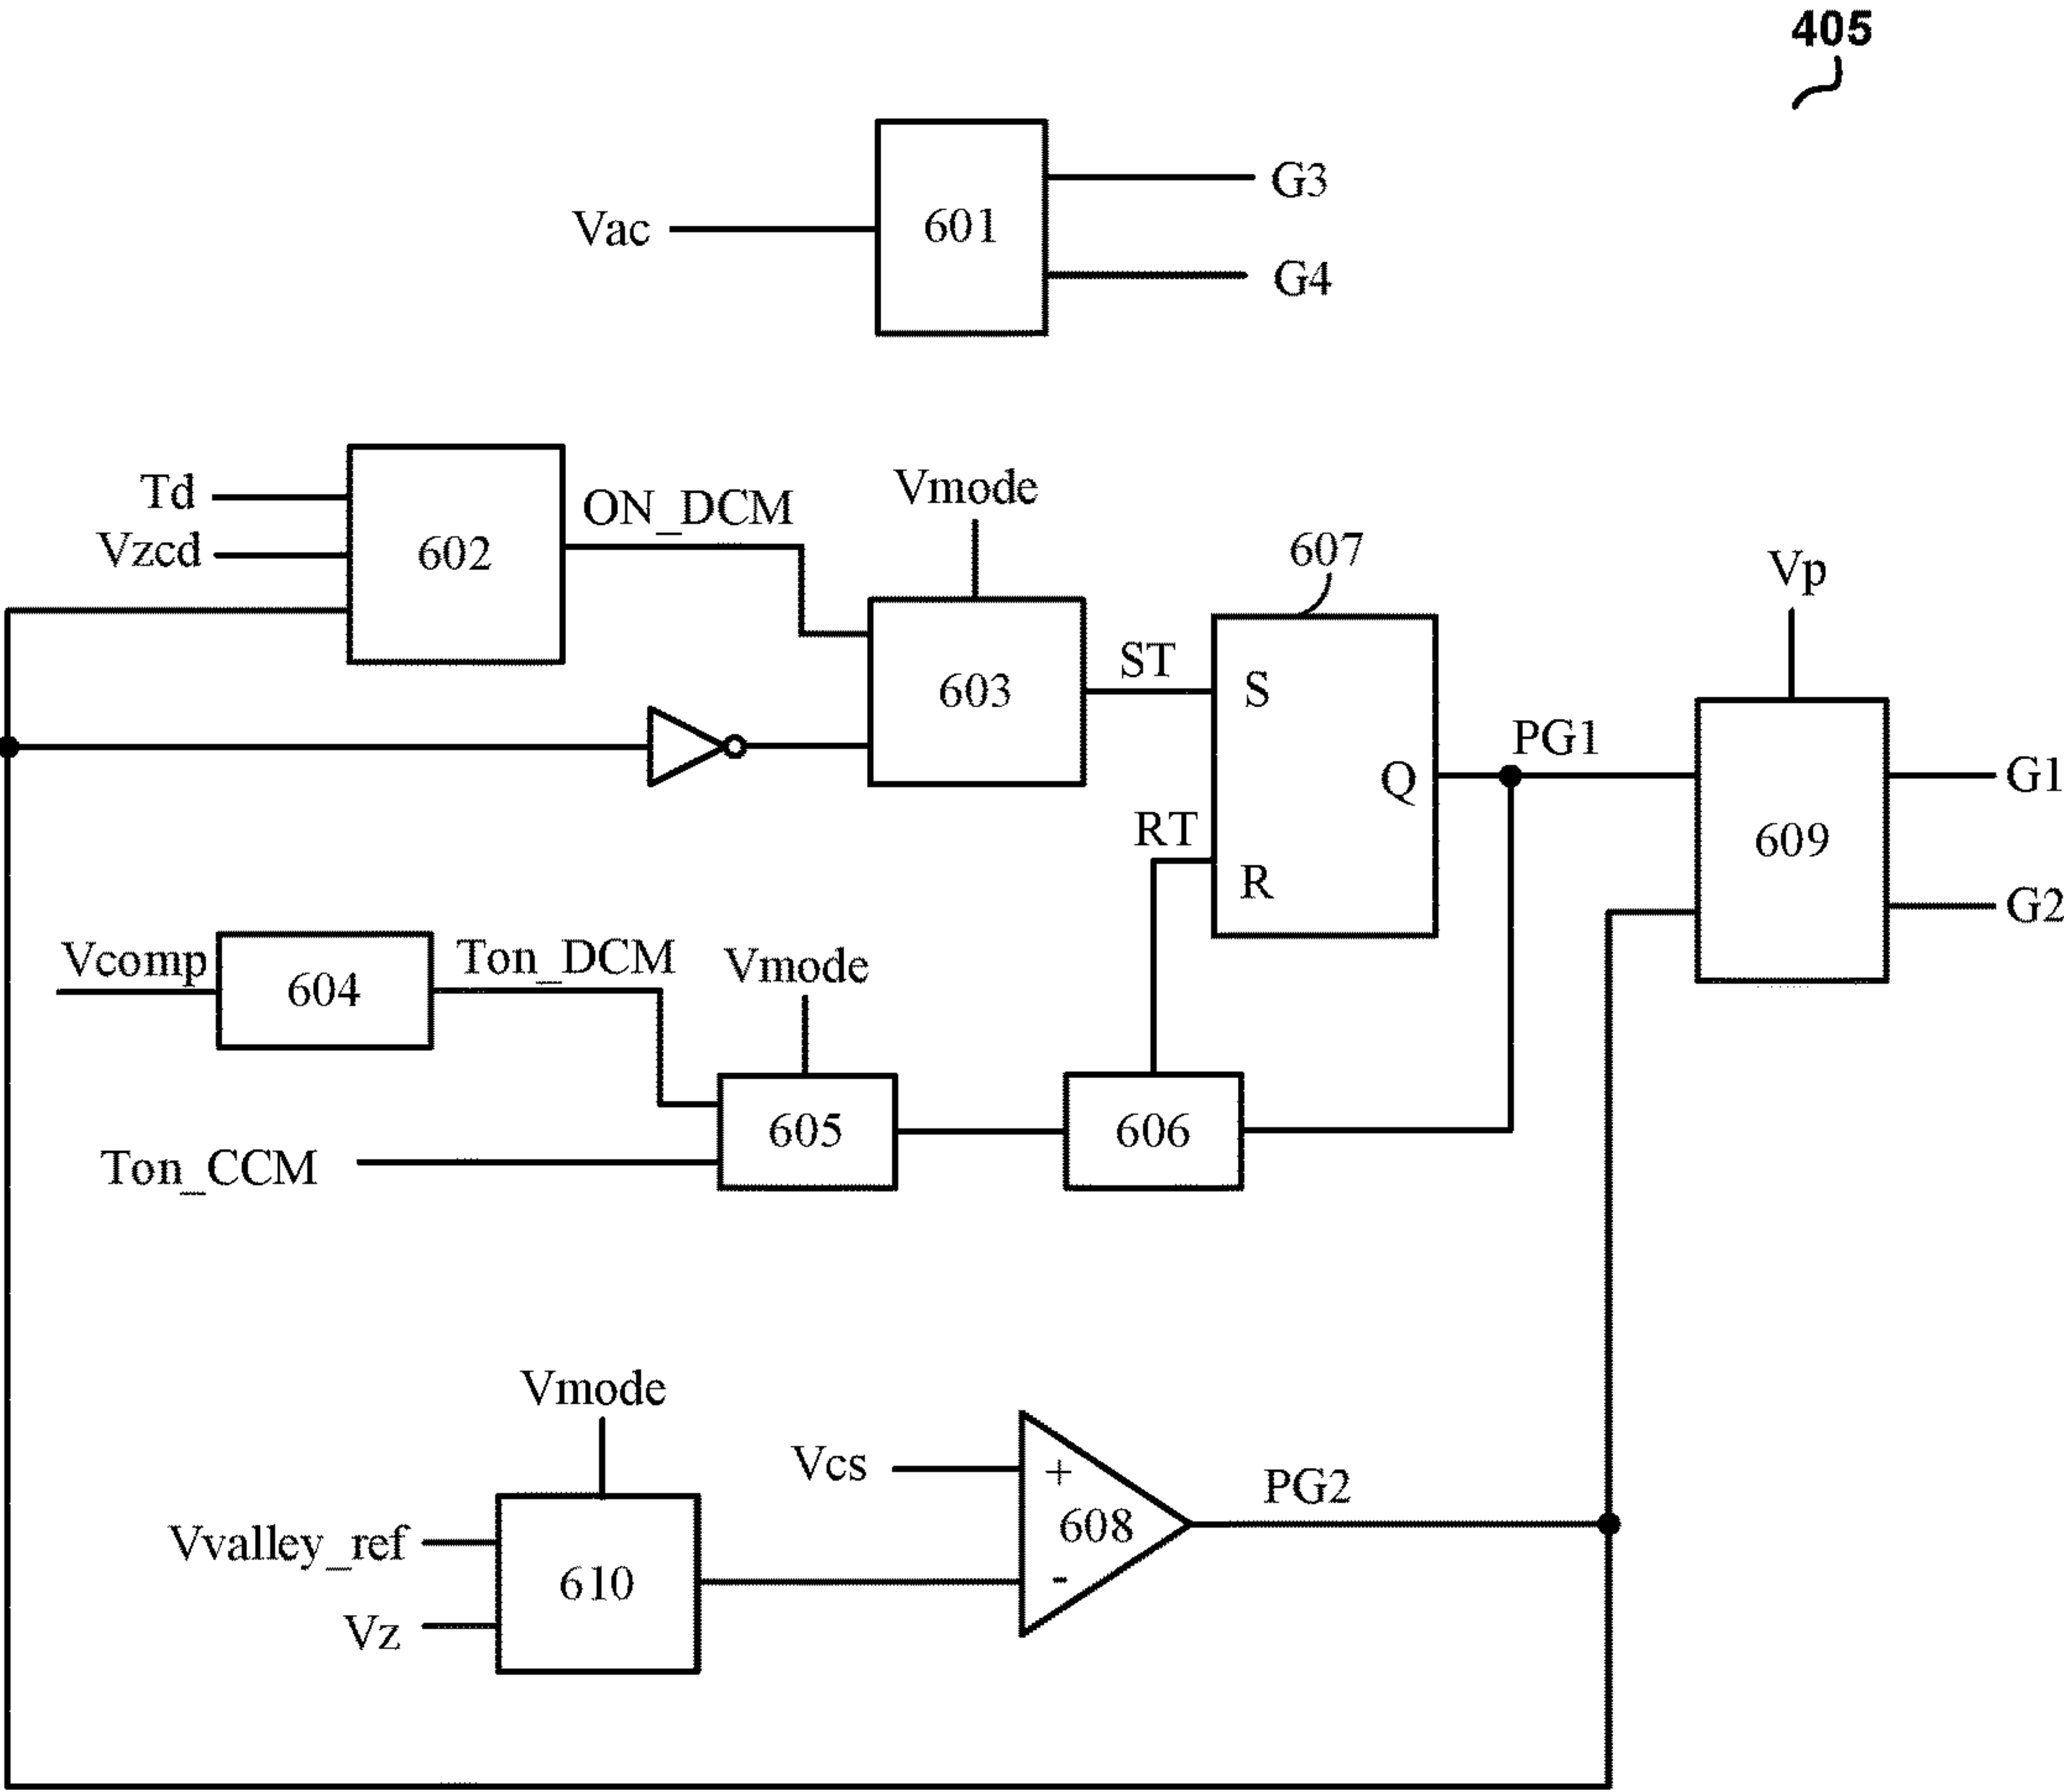 405
G3
Vac
601
G4
Td
Vzcd
602
ON_DCM
Vmode
603
ST
607
S
Q
RT
R
PG1
Vp
609
G1
G2
Vcomp
604
Ton_DCM
Vmode
Ton_CCM
605
606
Vmode
Vvalley_ref
Vz
610
Vcs
+
608
-
PG2